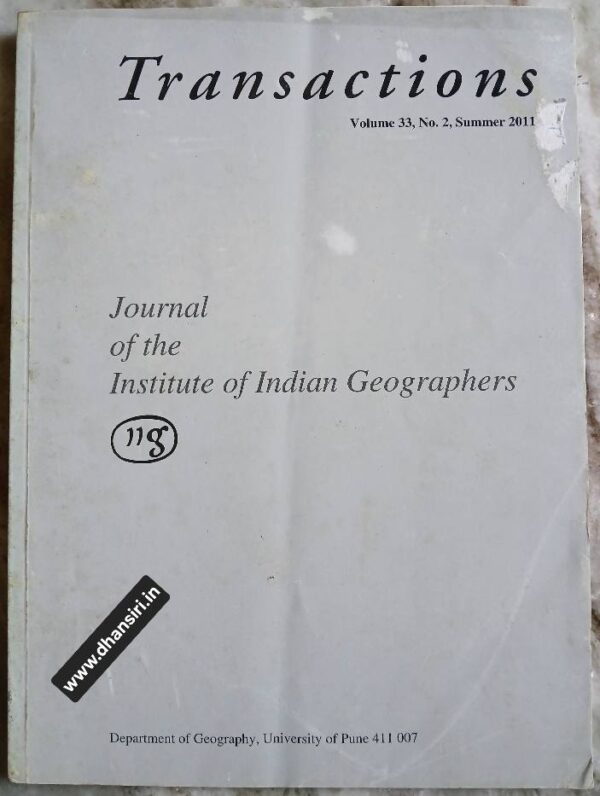 Transactions
Volume 33, No. 2, Summer 2011
Journal
of the
Institute of Indian Geographers
IIg
www.dhansiri.in
Department of Geography, University of Pune 411 007